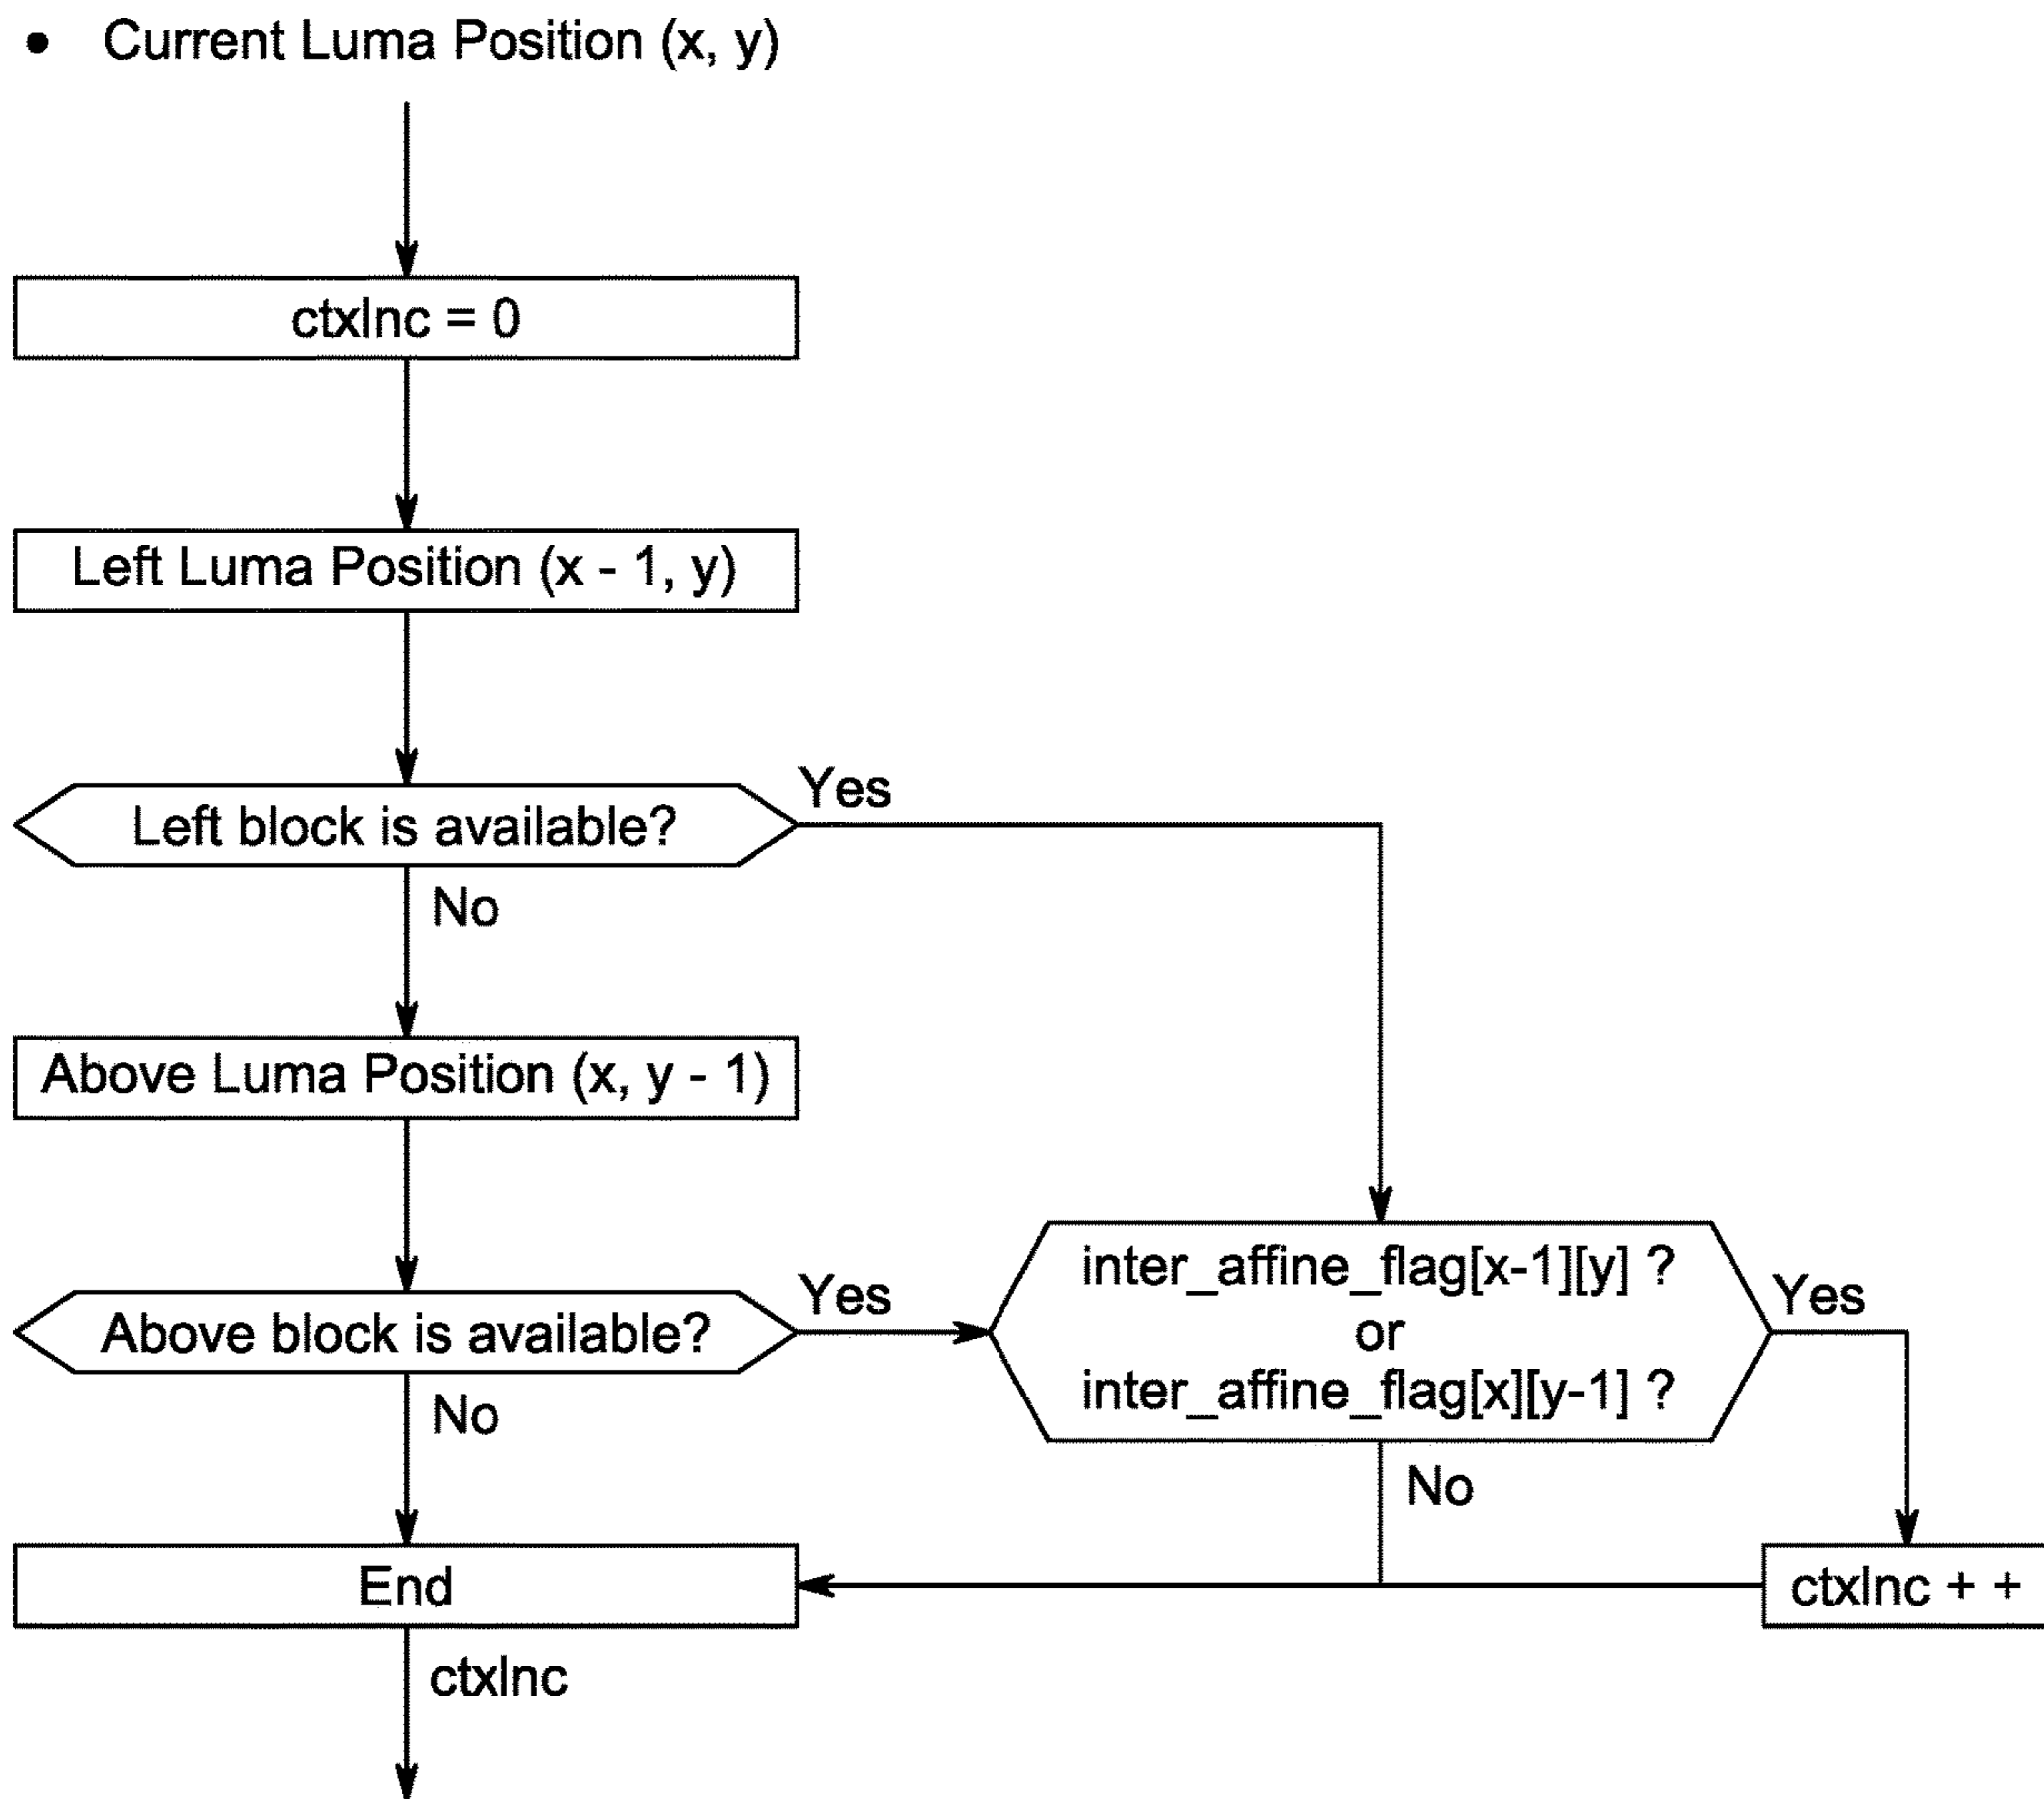 • Current Luma Position (x, y)
ctxInc = 0
Left Luma Position (x - 1, y)
Left block is available?
Yes
No
Above Luma Position (x, y - 1)
Above block is available?
Yes
No
inter_affine_flag[x-1][y] ?
or
inter_affine_flag[x][y-1] ?
Yes
No
ctxInc + +
End
ctxInc